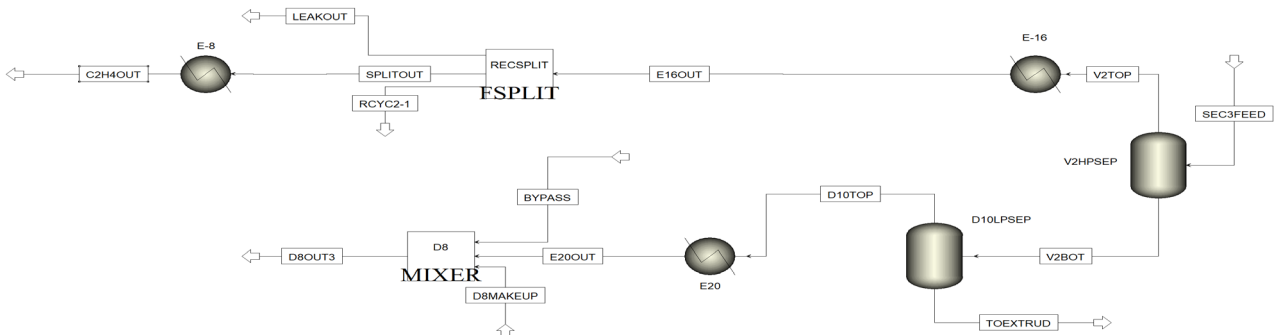 LEAKOUT
E-8
E-16
C2H4OUT
SPLITOUT
RECSPLIT
FSPLIT
E16OUT
V2TOP
RCYC2-1
SEC3FEED
V2HPSEP
BYPASS
D10TOP
D10LPSEP
D8
MIXER
D8OUT3
E20OUT
E20
V2BOT
D8MAKEUP
TOEXTRUD